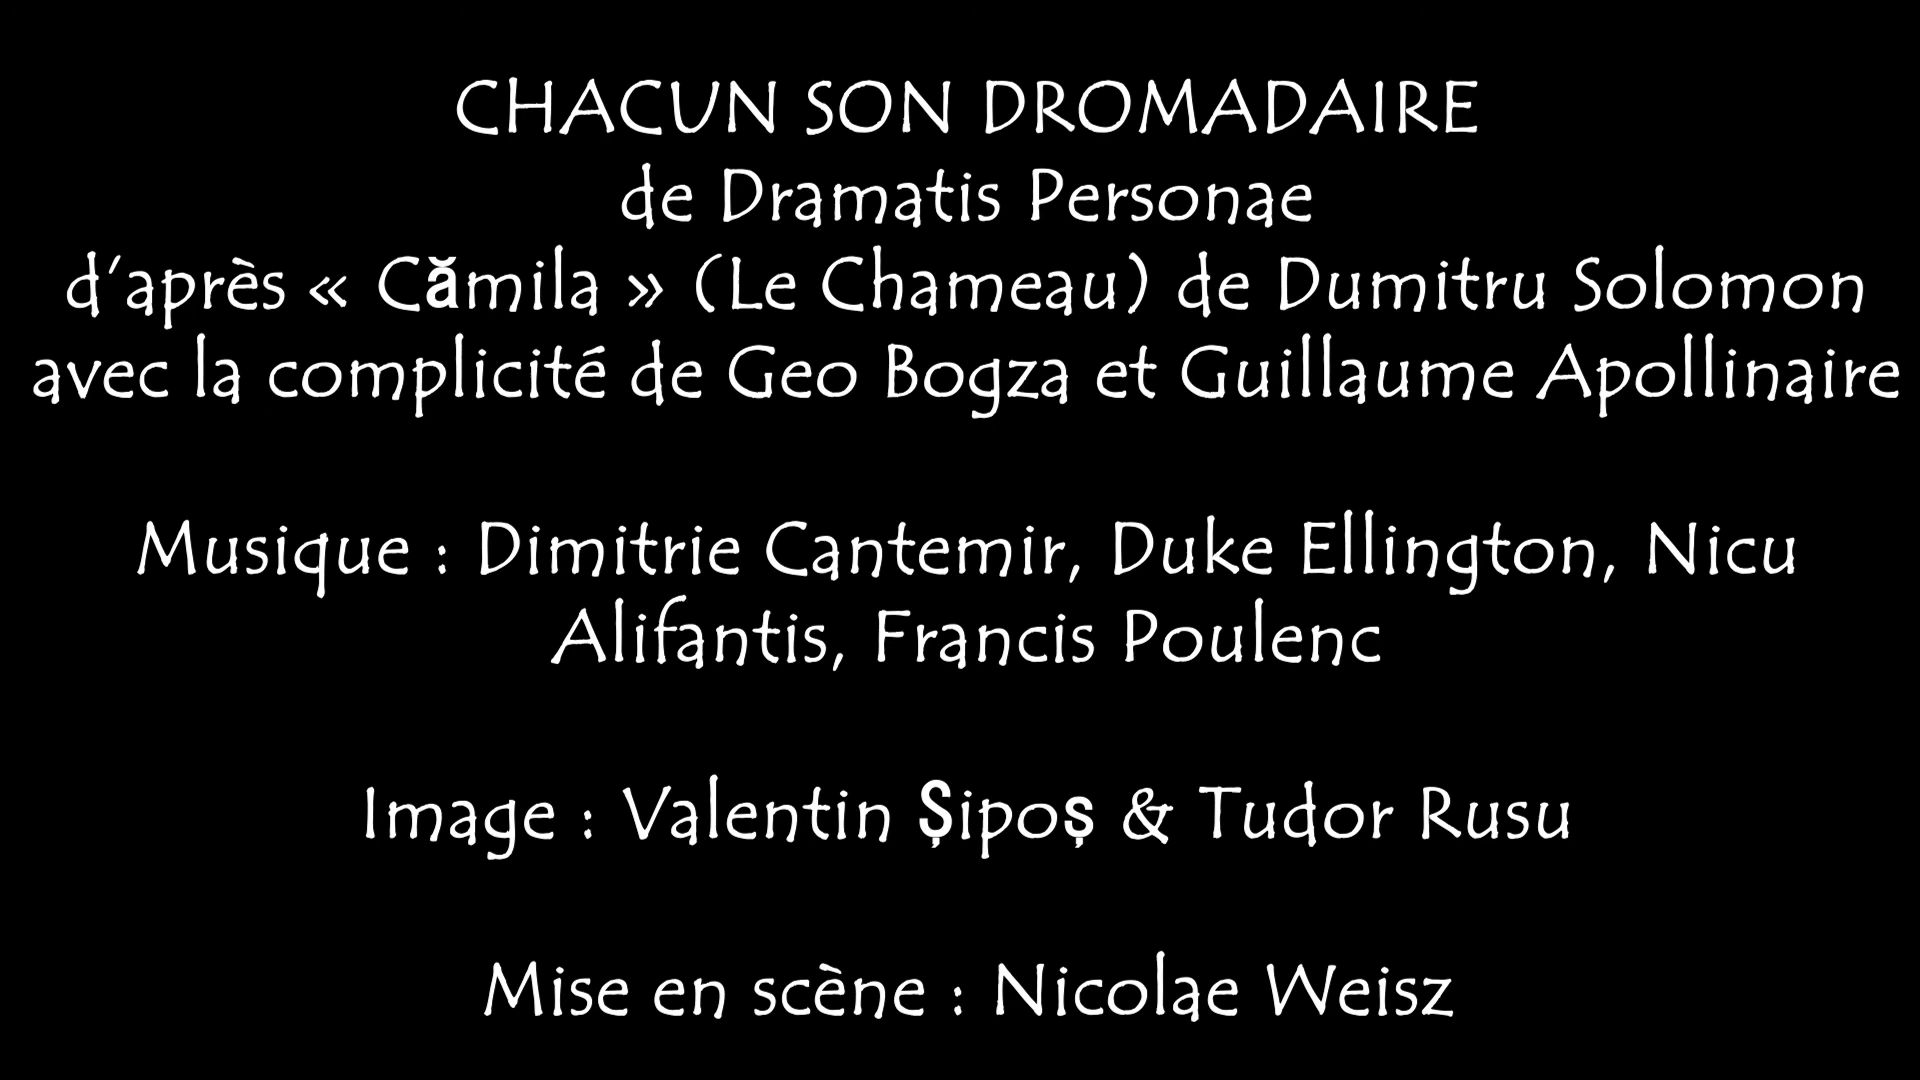 CHACUN SON DROMADAIRE
de Dramatis Personae
d’après « Cămila » (Le Chameau) de Dumitru Solomon
avec la complicité de Geo Bogza et Guillaume Apollinaire
Musique : Dimitrie Cantemir, Duke Ellington, Nicu
Alifantis, Francis Poulenc
Image : Valentin Șipoș & Tudor Rusu
Mise en scène : Nicolae Weisz